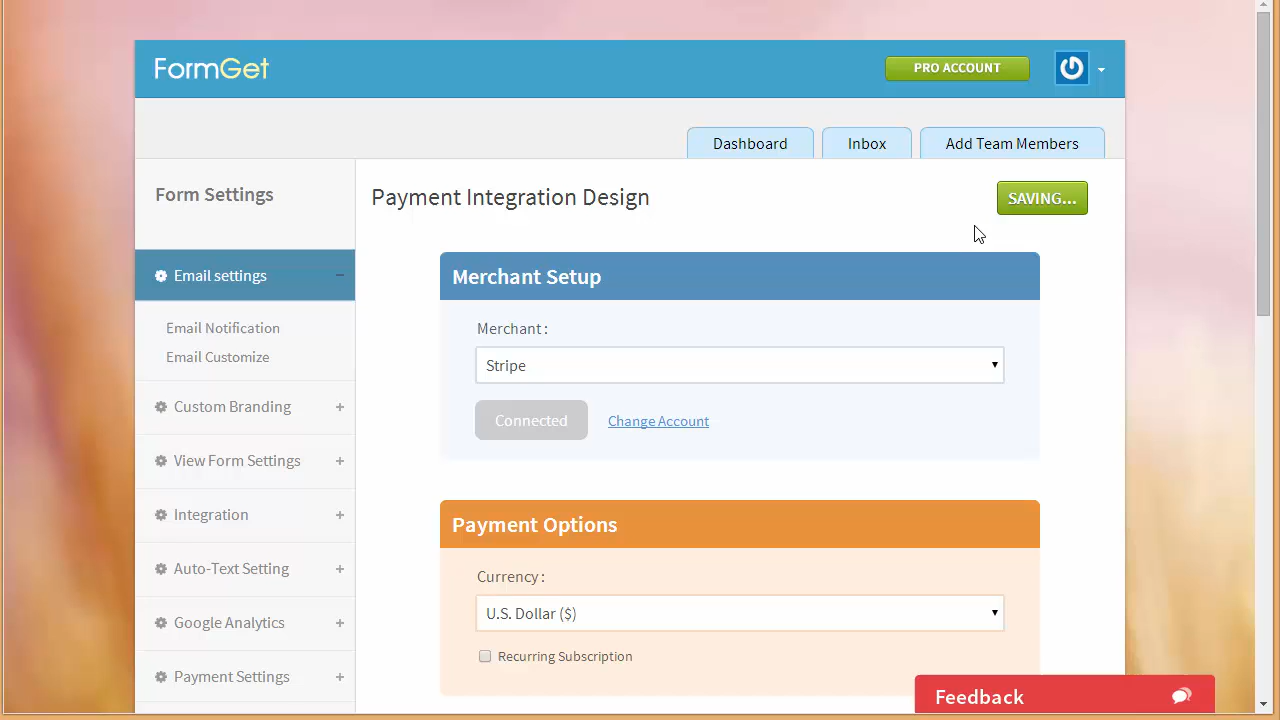 FormGet
PRO ACCOUNT
Dashboard
Inbox
Add Team Members
Form Settings
Payment Integration Design
SAVING...
Email settings
Email Notification
Email Customize
Custom Branding
View Form Settings
Integration
Auto-Text Setting
Google Analytics
Payment Settings
Merchant Setup
Merchant :
Stripe
Connected
Change Account
Payment Options
Currency :
U.S. Dollar ($)
Recurring Subscription
Feedback